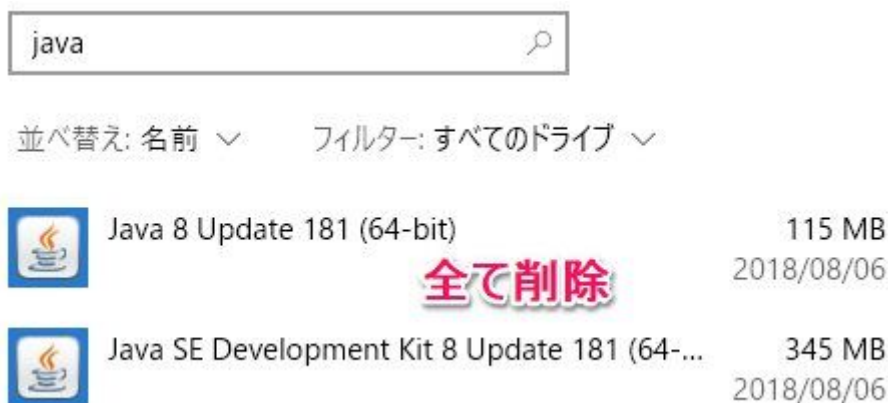 java
並べ替え: 名前 フィルター: すべてのドライブ
Java 8 Update 181 (64-bit) 115 MB
全て削除 2018/08/06
Java SE Development Kit 8 Update 181 (64-... 345 MB
2018/08/06